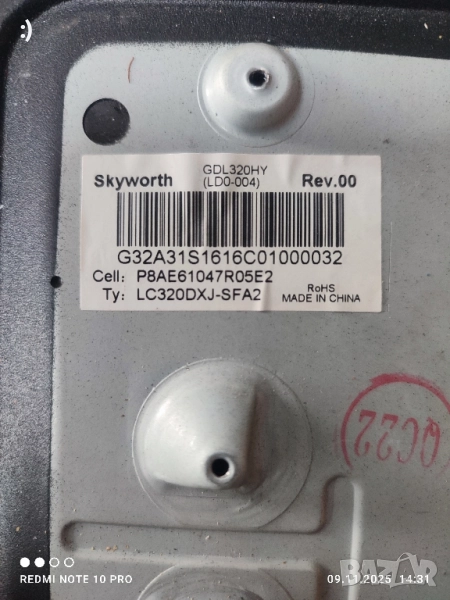 :)
GDL320HY
Skyworth (LD0-004) Rev.00
G32A31S1616C01000032
Cell: P8AE61047R05E2
RoHS
Ty: LC320DXJ-SFA2 MADE IN CHINA
QC22
REDMI NOTE 10 PRO
09.11.2025 14:31
BAZAR